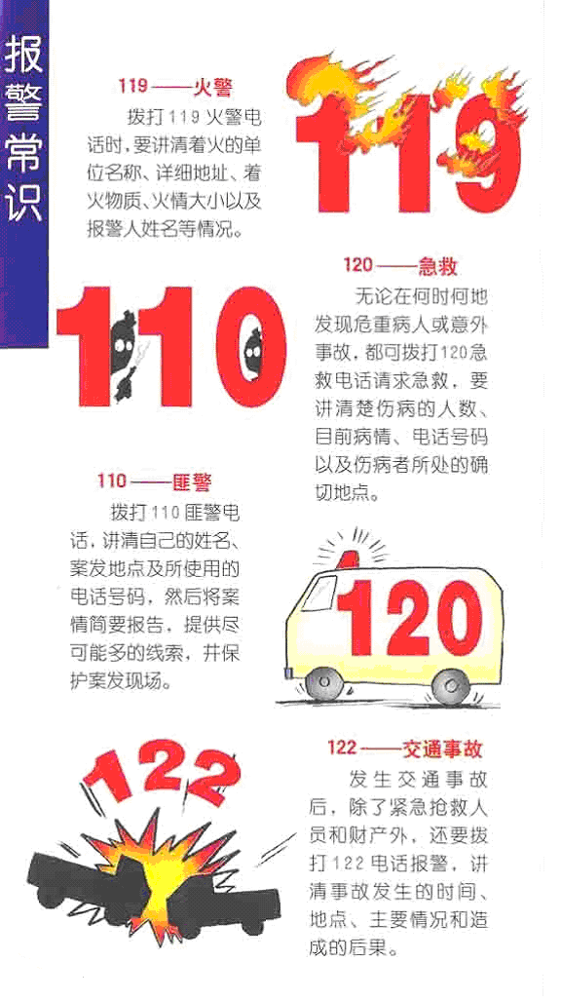 报警常识
119——火警
拨打119火警电
话时,要讲清着火的单
位名称、详细地址、着
火物质、火情大小以及
报警人姓名等情况。
119
120——急救
无论在何时何地
发现危重病人或意外
事故,都可拨打120急
救电话请求急救,要
讲清楚伤病的人数、
目前病情、电话号码
以及伤病者所处的确
切地点。
110
110——匪警
拨打110匪警电
话,讲清自己的姓名、
案发地点及所使用的
电话号码,然后将案
情简要报告,提供尽
可能多的线索,并保
护案发现场。
120
122——交通事故
发生交通事故
后,除了紧急抢救人
员和财产外,还要拨
打122电话报警,讲
清事故发生的时间、
地点、主要情况和造
成的后果。
122